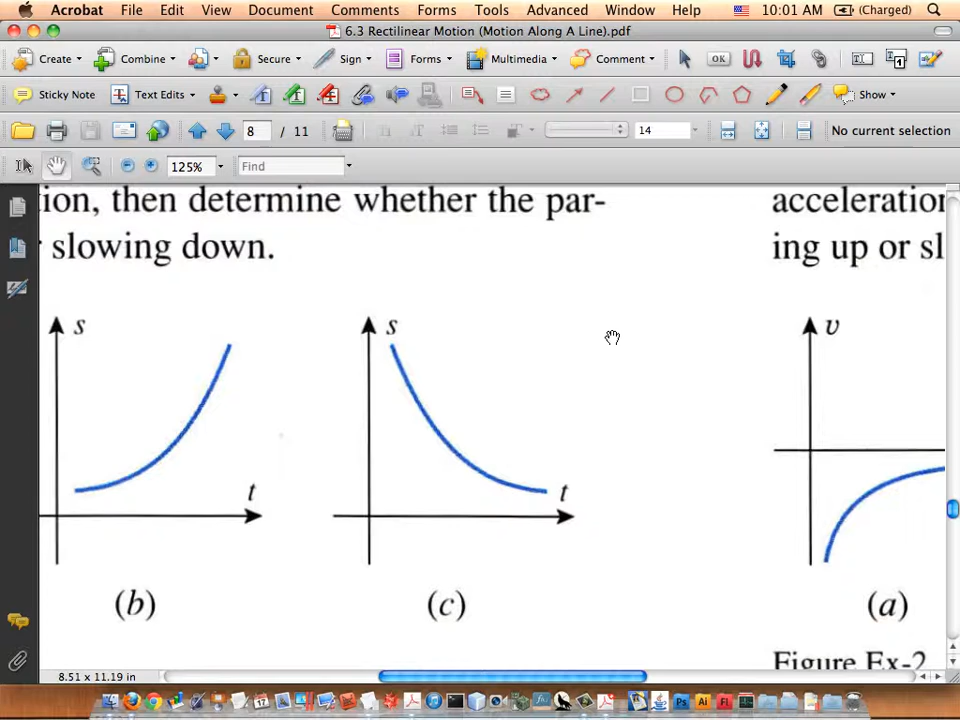 Acrobat File Edit View Document Comments Forms Tools Advanced Window Help 10:01 AM (Charged)
6.3 Rectilinear Motion (Motion Along A Line).pdf
Create Combine Secure Sign Forms Multimedia Comment OK
Sticky Note Text Edits Show
8 / 11 14 No current selection
125% Find
tion, then determine whether the par-
slowing down.
acceleration
ing up or sl
s
t
(b)
s
t
(c)
v
(a)
Figure Ex-2
8.51 x 11.19 in